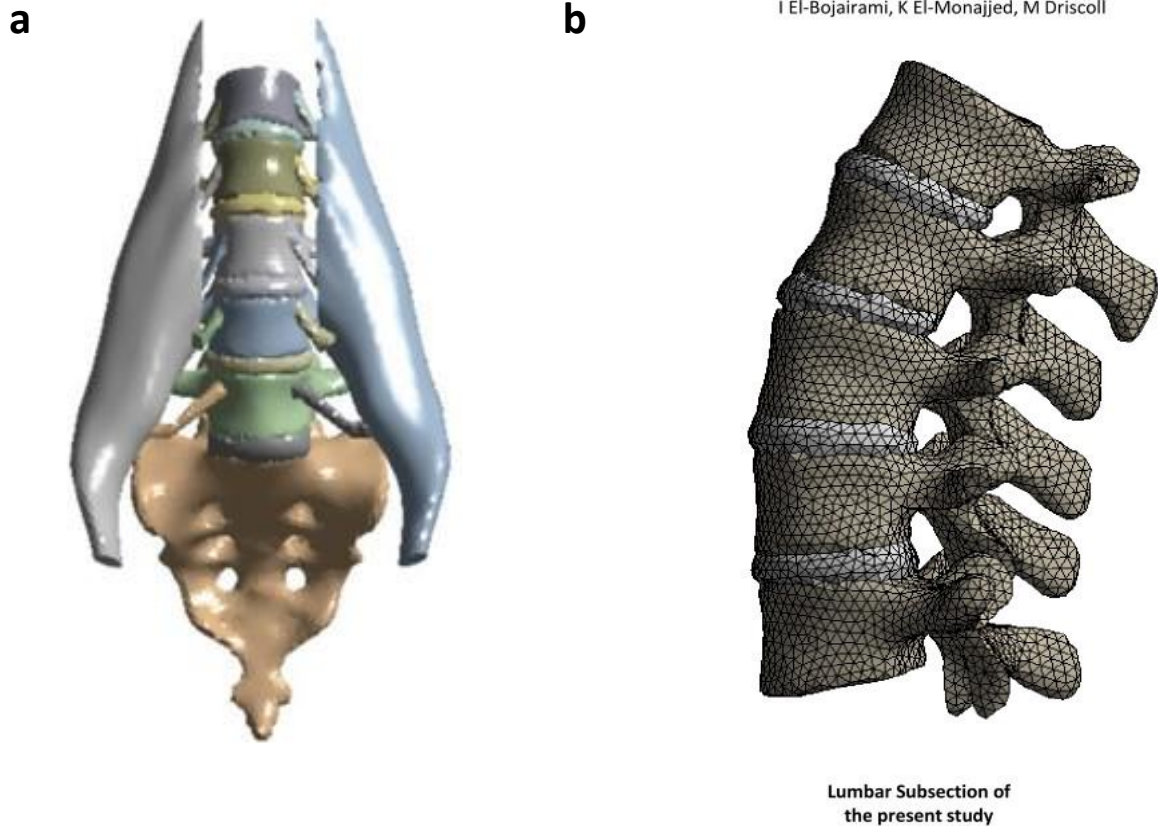 a
b
I El-Bojairami, K El-Monajjed, M Driscoll
Lumbar Subsection of
the present study